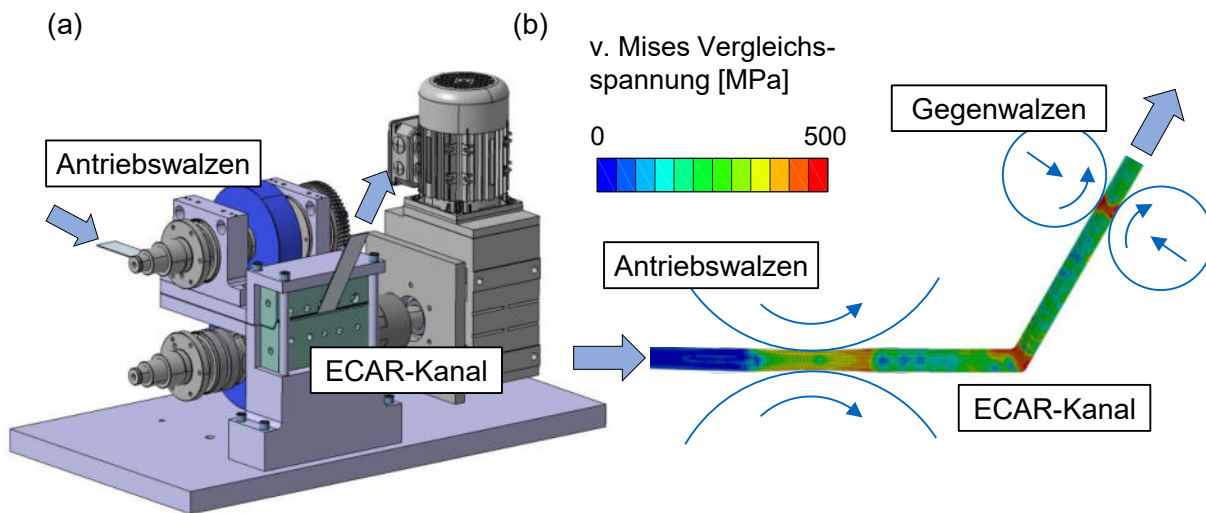 (a)
Antriebswalzen
ECAR-Kanal
(b)
v. Mises Vergleichs-
spannung [MPa]
0 500
Gegenwalzen
Antriebswalzen
ECAR-Kanal